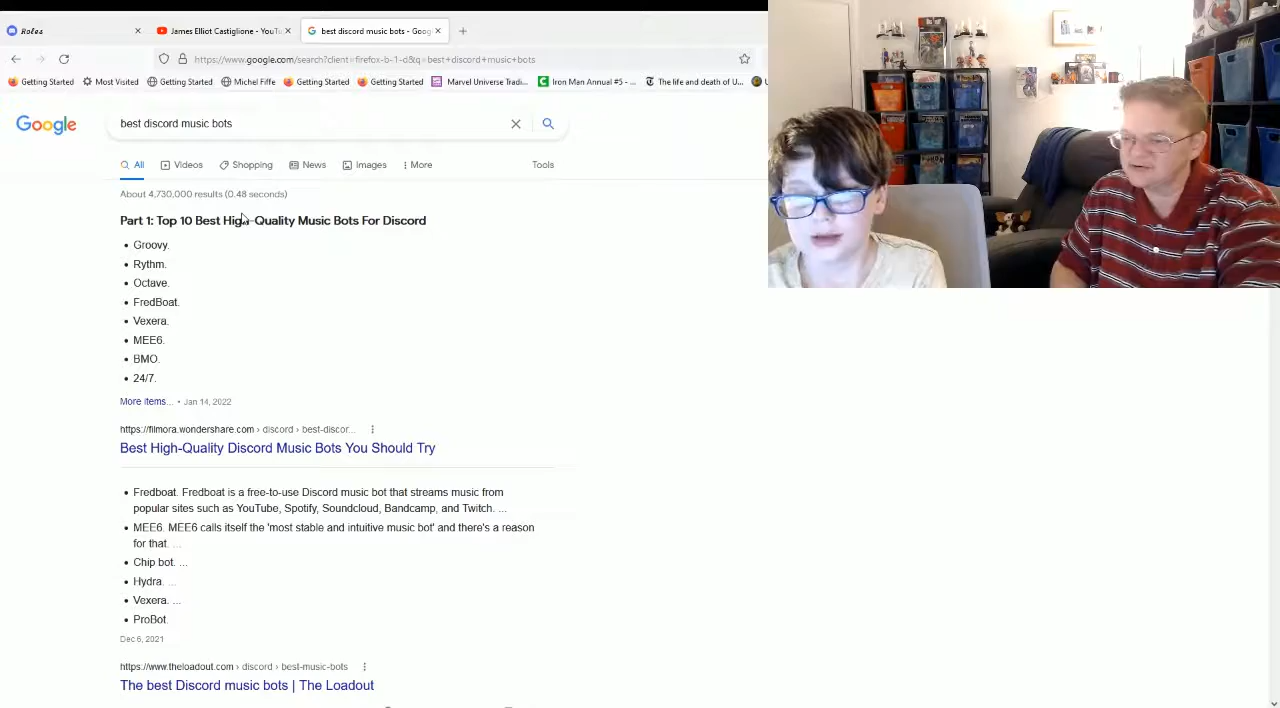 Roles
James Elliot Castiglione - YouTu
best discord music bots - Goog
https://www.google.com/search?client=firefox-b-1-d&q=best+discord+music+bots
Getting Started
Most Visited
Getting Started
Michel Fiffe
Getting Started
Getting Started
Marvel Universe Tradi...
Iron Man Annual #5 - ...
The life and death of U...
Google
best discord music bots
All
Videos
Shopping
News
Images
More
Tools
About 4,730,000 results (0.48 seconds)
Part 1: Top 10 Best High-Quality Music Bots For Discord
• Groovy.
• Rythm.
• Octave.
• FredBoat.
• Vexera.
• MEE6.
• BMO.
• 24/7.
More items... • Jan 14, 2022
https://filmora.wondershare.com › discord › best-discor...
Best High-Quality Discord Music Bots You Should Try
• Fredboat. Fredboat is a free-to-use Discord music bot that streams music from
popular sites such as YouTube, Spotify, Soundcloud, Bandcamp, and Twitch. ...
• MEE6. MEE6 calls itself the 'most stable and intuitive music bot' and there's a reason
for that. ...
• Chip bot. ...
• Hydra. ...
• Vexera. ...
• ProBot.
Dec 6, 2021
https://www.theloadout.com › discord › best-music-bots
The best Discord music bots | The Loadout